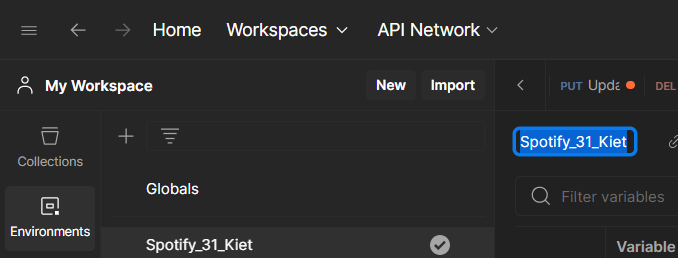 Home Workspaces API Network
My Workspace New Import PUT Upda DEL
Collections
Spotify_31_Kiet
Globals
Filter variables
Environments
Spotify_31_Kiet
Variable